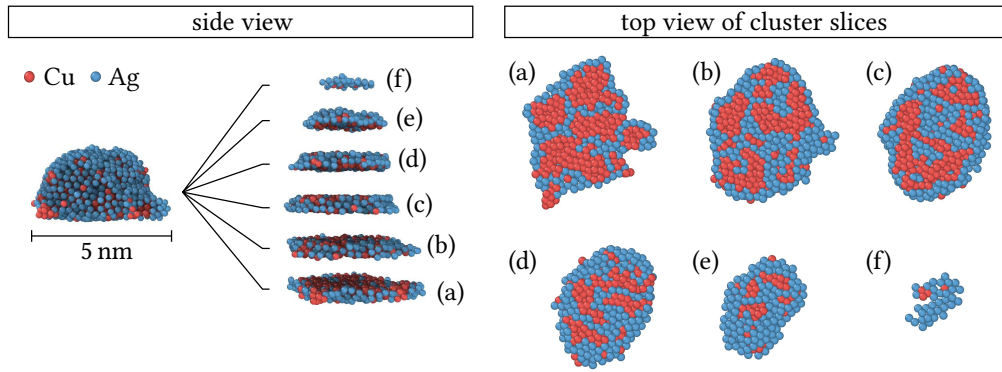 side view
Cu Ag
(f)
(e)
(d)
(c)
(b)
(a)
5 nm
top view of cluster slices
(a) (b) (c)
(d) (e) (f)